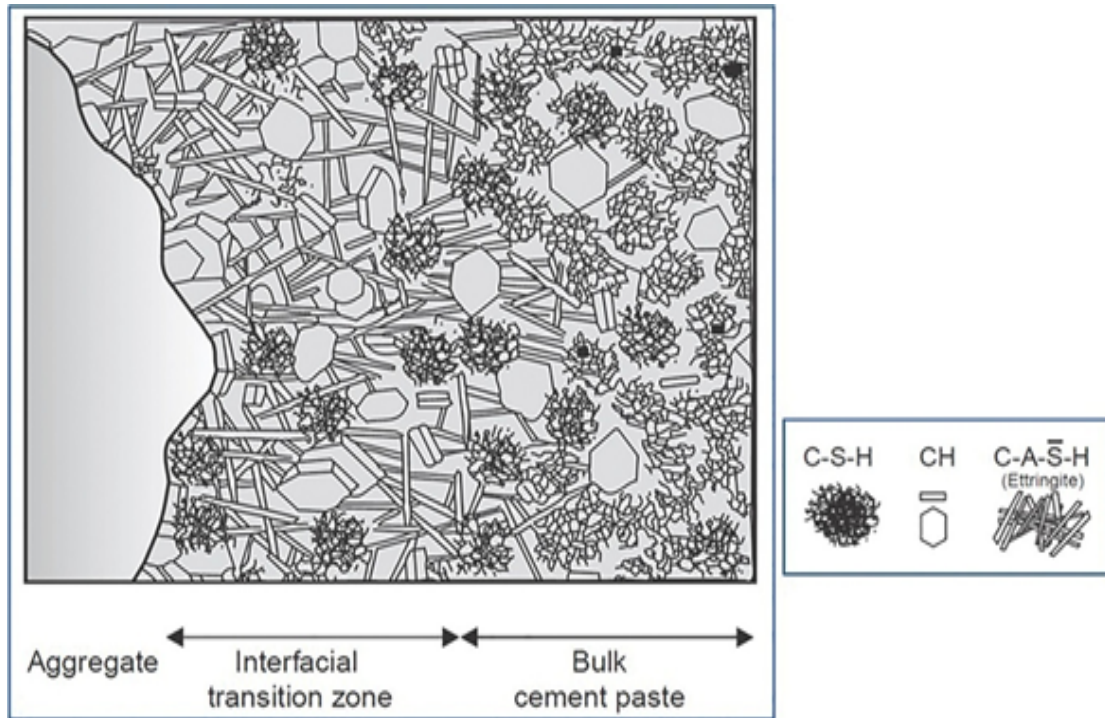 Aggregate
Interfacial
transition zone
Bulk
cement paste
C-S-H
CH
C-A-S̅-H
(Ettringite)